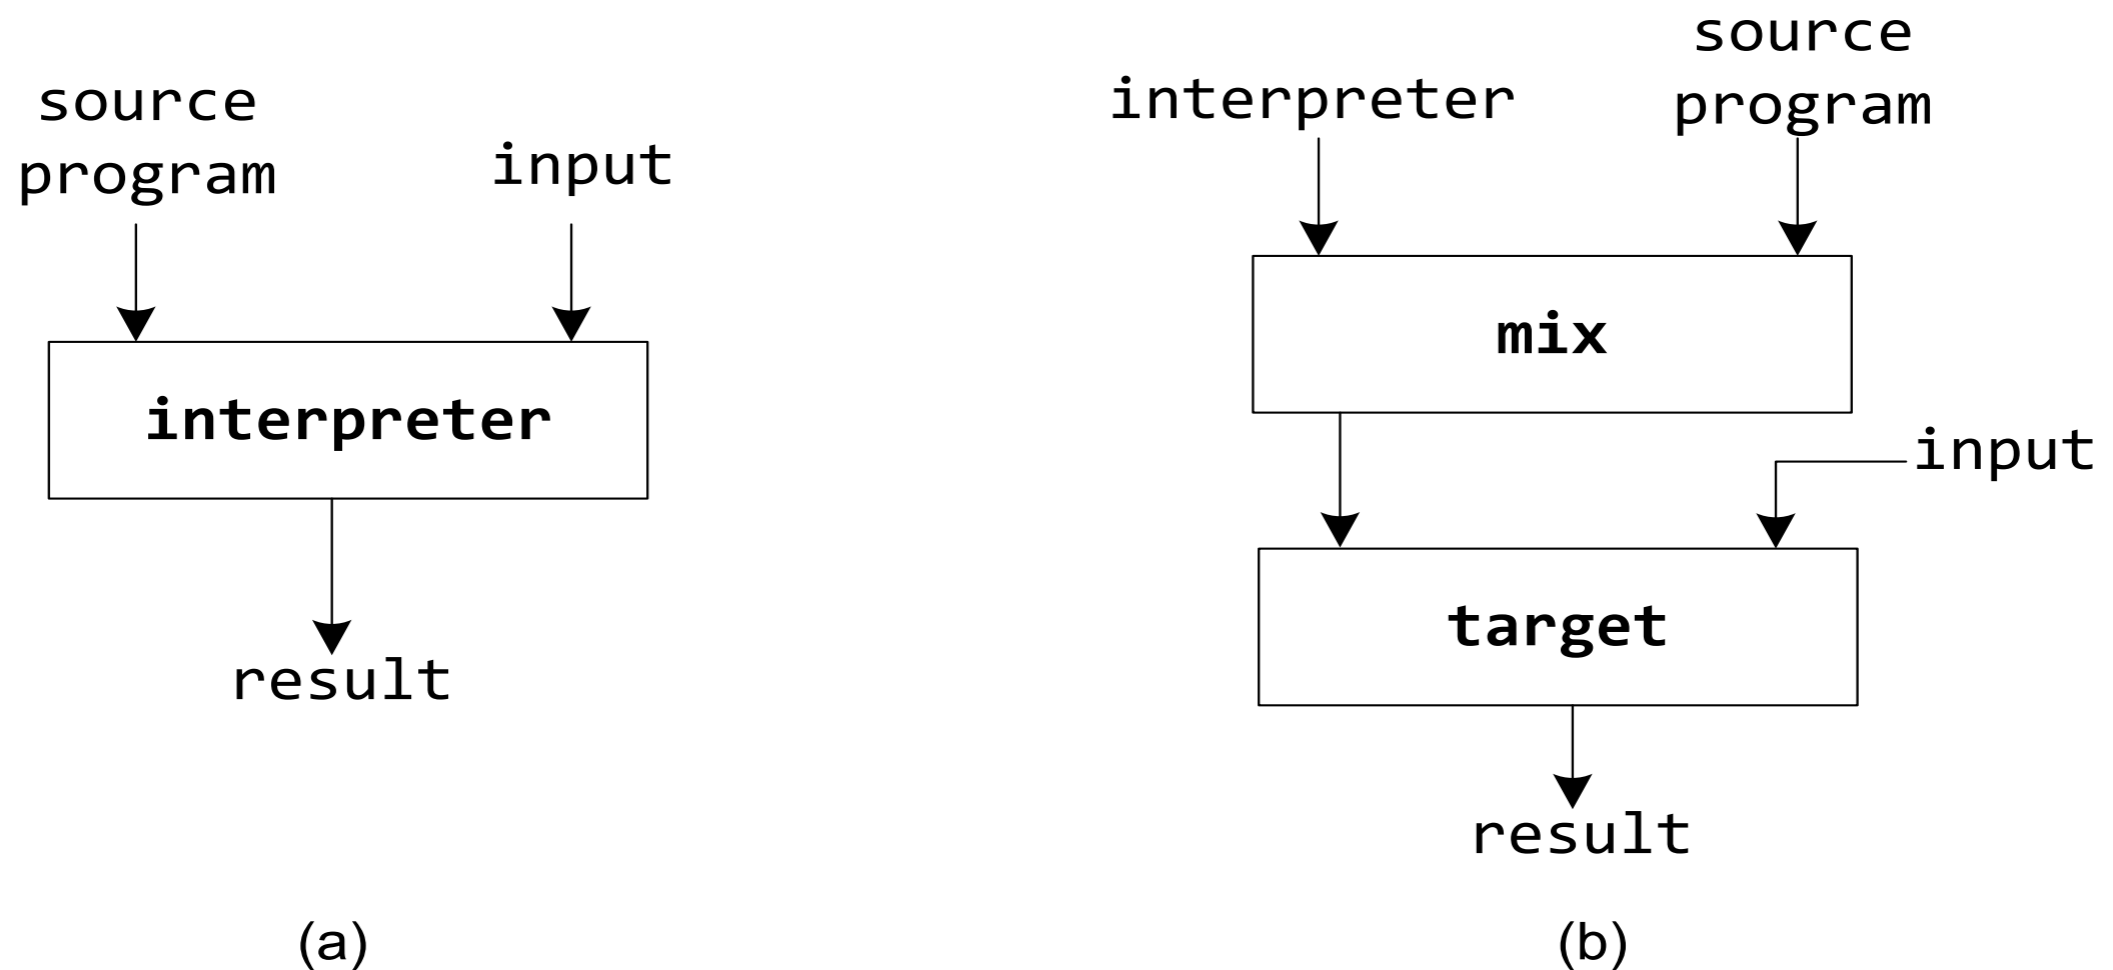 source
program
input
interpreter
result
(a)
interpreter
source
program
mix
input
target
result
(b)